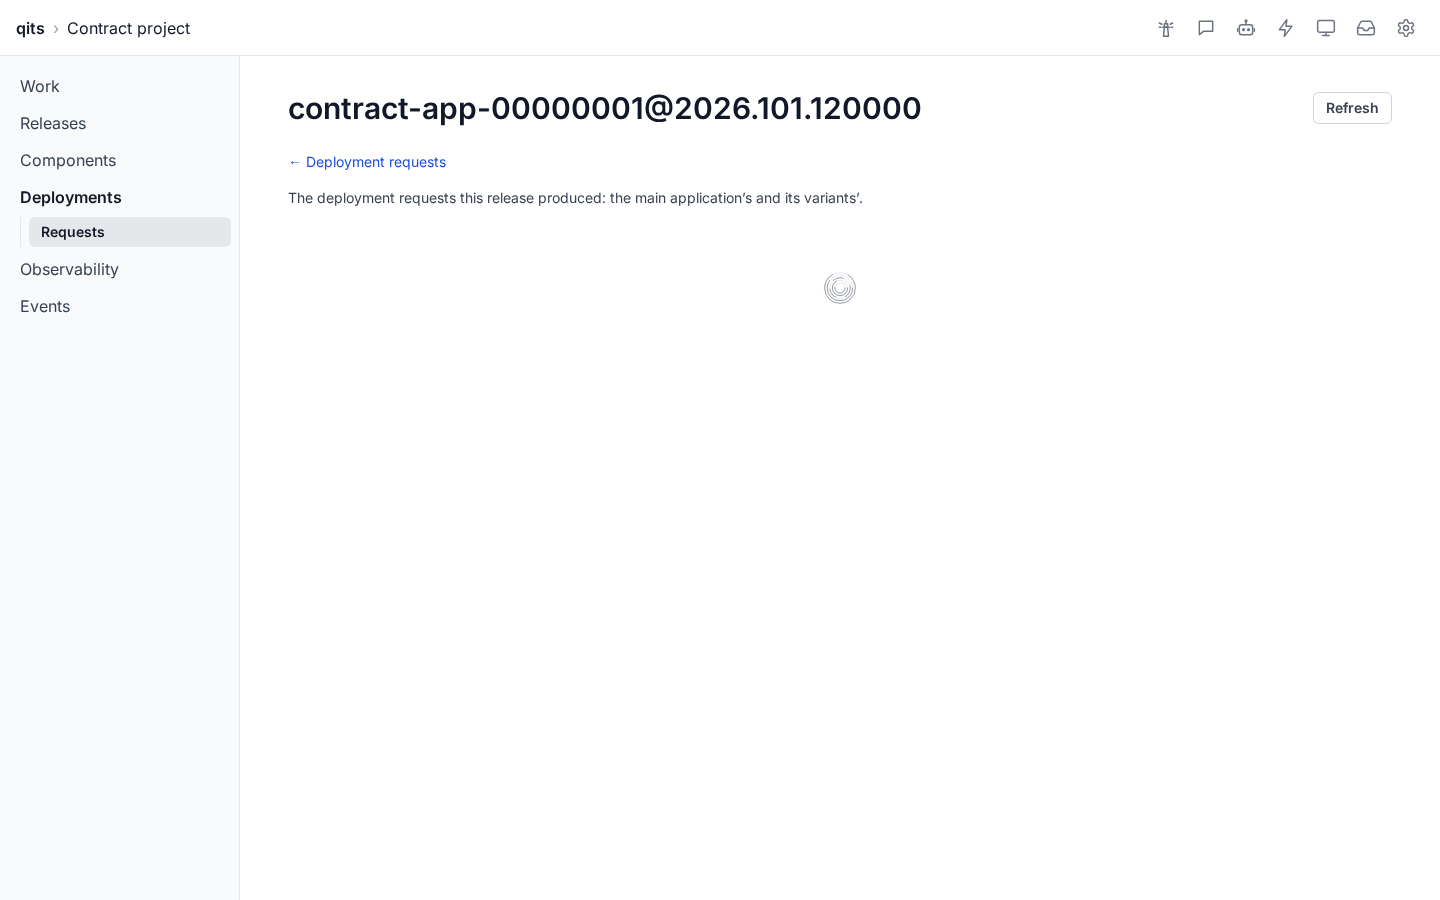 qits › Contract project
Work
Releases
Components
Deployments
Requests
Observability
Events
contract-app-00000001@2026.101.120000
Refresh
← Deployment requests
The deployment requests this release produced: the main application’s and its variants’.